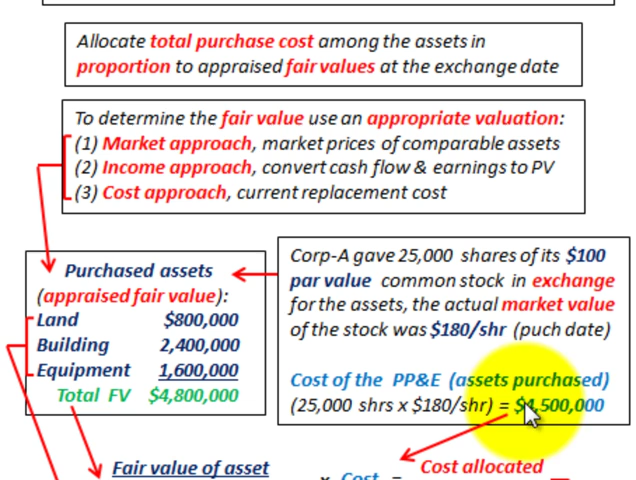 Allocate total purchase cost among the assets in
proportion to appraised fair values at the exchange date
To determine the fair value use an appropriate valuation:
(1) Market approach, market prices of comparable assets
(2) Income approach, convert cash flow & earnings to PV
(3) Cost approach, current replacement cost
Purchased assets
(appraised fair value):
Land $800,000
Building 2,400,000
Equipment 1,600,000
Total FV $4,800,000
Corp-A gave 25,000 shares of its $100
par value common stock in exchange
for the assets, the actual market value
of the stock was $180/shr (puch date)
Cost of the PP&E (assets purchased)
(25,000 shrs x $180/shr) = $4,500,000
Fair value of asset
x Cost =
Cost allocated